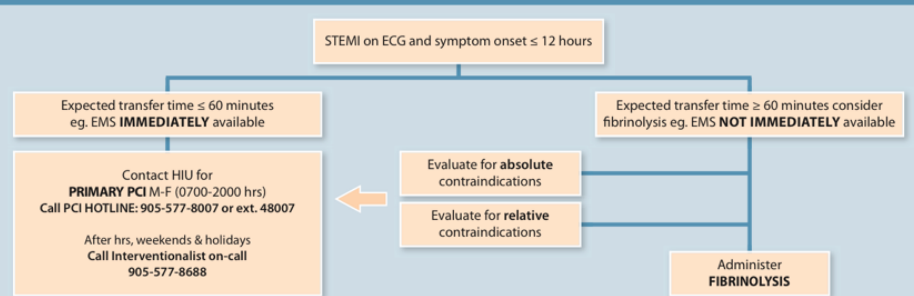 STEMI on ECG and symptom onset ≤ 12 hours
Expected transfer time ≤ 60 minutes
eg. EMS IMMEDIATELY available
Expected transfer time ≥ 60 minutes consider
fibrinolysis eg. EMS NOT IMMEDIATELY available
Contact HIU for
PRIMARY PCI M-F (0700-2000 hrs)
Call PCI HOTLINE: 905-577-8007 or ext. 48007
After hrs, weekends & holidays
Call Interventionalist on-call
905-577-8688
Evaluate for absolute
contraindications
Evaluate for relative
contraindications
Administer
FIBRINOLYSIS